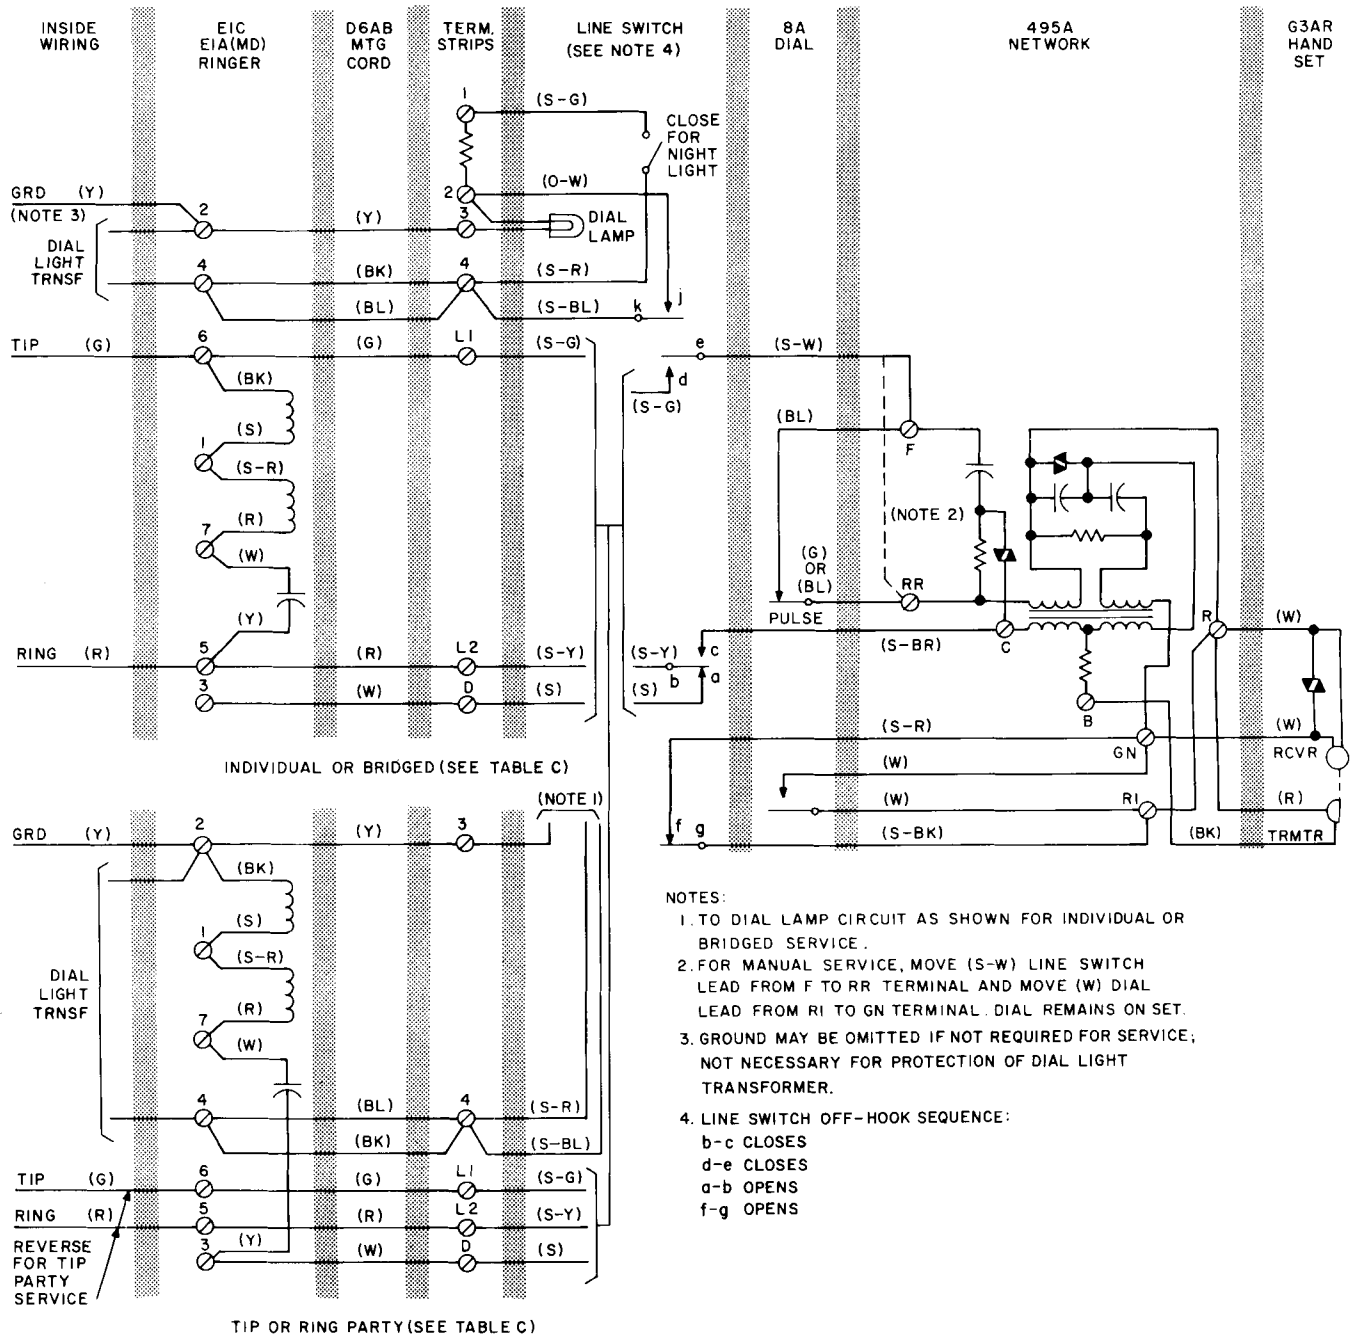 INSIDE
WIRING
EIC
EIA(MD)
RINGER
D6AB
MTG
CORD
TERM.
STRIPS
LINE SWITCH
(SEE NOTE 4)
8A
DIAL
495A
NETWORK
G3AR
HAND
SET
1
(S-G)
CLOSE
FOR
NIGHT
LIGHT
GRD (Y)
(NOTE 3)
2
2
(O-W)
(Y)
3
DIAL
LAMP
DIAL
LIGHT
TRNSF
4
(BK)
4
(S-R)
(BL)
(S-BL)
k
j
TIP (G)
6
(G)
L1
(S-G)
e
(S-W)
d
(S-G)
(BK)
(BL)
F
(S)
1
(S-R)
(R)
7
(W)
(NOTE 2)
(G)
OR
(BL)
RR
PULSE
(Y)
R
(W)
(S-BR)
C
RING (R)
5
(R)
L2
(S-Y)
(S-Y)
c
b
a
3
(W)
D
(S)
(S)
B
(S-R)
GN
(W)
RCVR
INDIVIDUAL OR BRIDGED (SEE TABLE C)
(W)
(NOTE 1)
(W)
R1
(R)
f g
(S-BK)
(BK)
TRMTR
GRD (Y)
2
(Y)
3
(BK)
(S)
1
(S-R)
DIAL
LIGHT
TRNSF
(R)
7
(W)
4
(BL)
4
(S-R)
(BK)
(S-BL)
TIP (G)
6
(G)
L1
(S-G)
RING (R)
5
(R)
L2
(S-Y)
REVERSE
FOR TIP
PARTY
SERVICE
3
(Y)
(W)
D
(S)
TIP OR RING PARTY (SEE TABLE C)
NOTES:
1. TO DIAL LAMP CIRCUIT AS SHOWN FOR INDIVIDUAL OR
BRIDGED SERVICE.
2. FOR MANUAL SERVICE, MOVE (S-W) LINE SWITCH
LEAD FROM F TO RR TERMINAL AND MOVE (W) DIAL
LEAD FROM R1 TO GN TERMINAL. DIAL REMAINS ON SET.
3. GROUND MAY BE OMITTED IF NOT REQUIRED FOR SERVICE;
NOT NECESSARY FOR PROTECTION OF DIAL LIGHT
TRANSFORMER.
4. LINE SWITCH OFF-HOOK SEQUENCE:
b-c CLOSES
d-e CLOSES
a-b OPENS
f-g OPENS